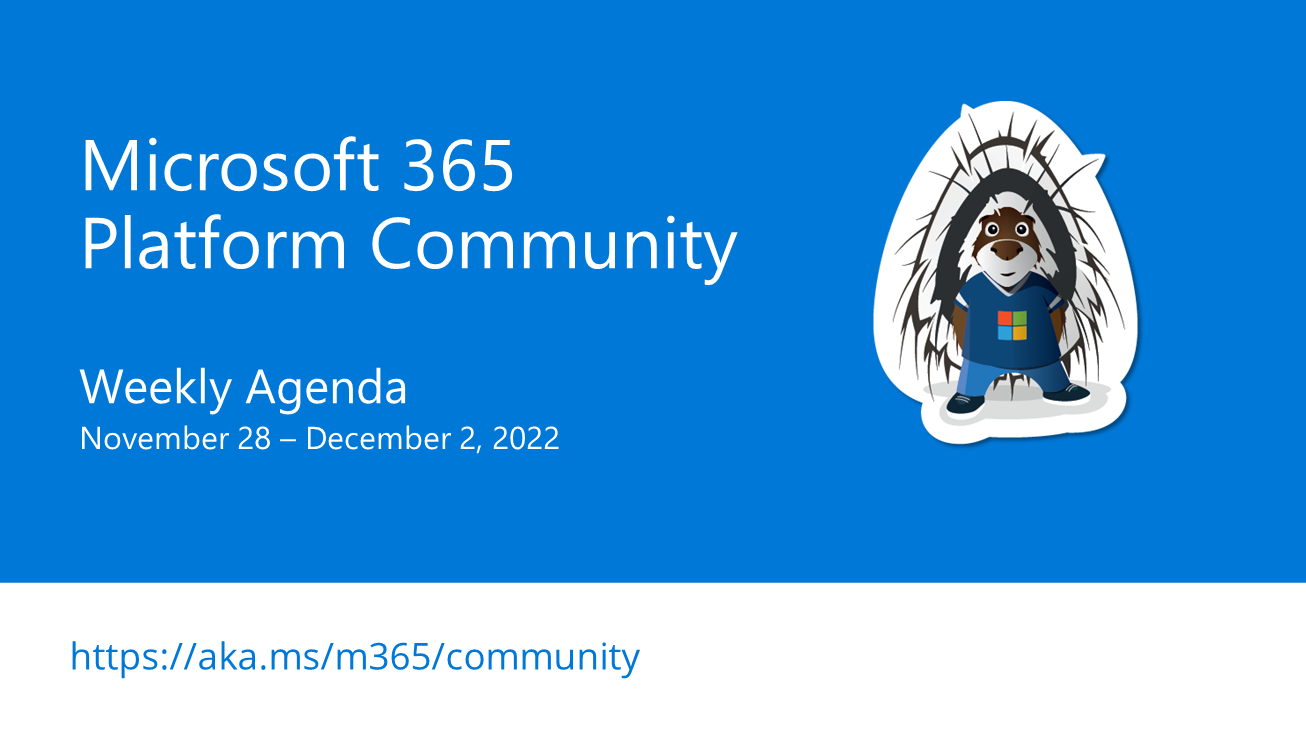 Microsoft 365
Platform Community
Weekly Agenda
November 28 – December 2, 2022
https://aka.ms/m365/community